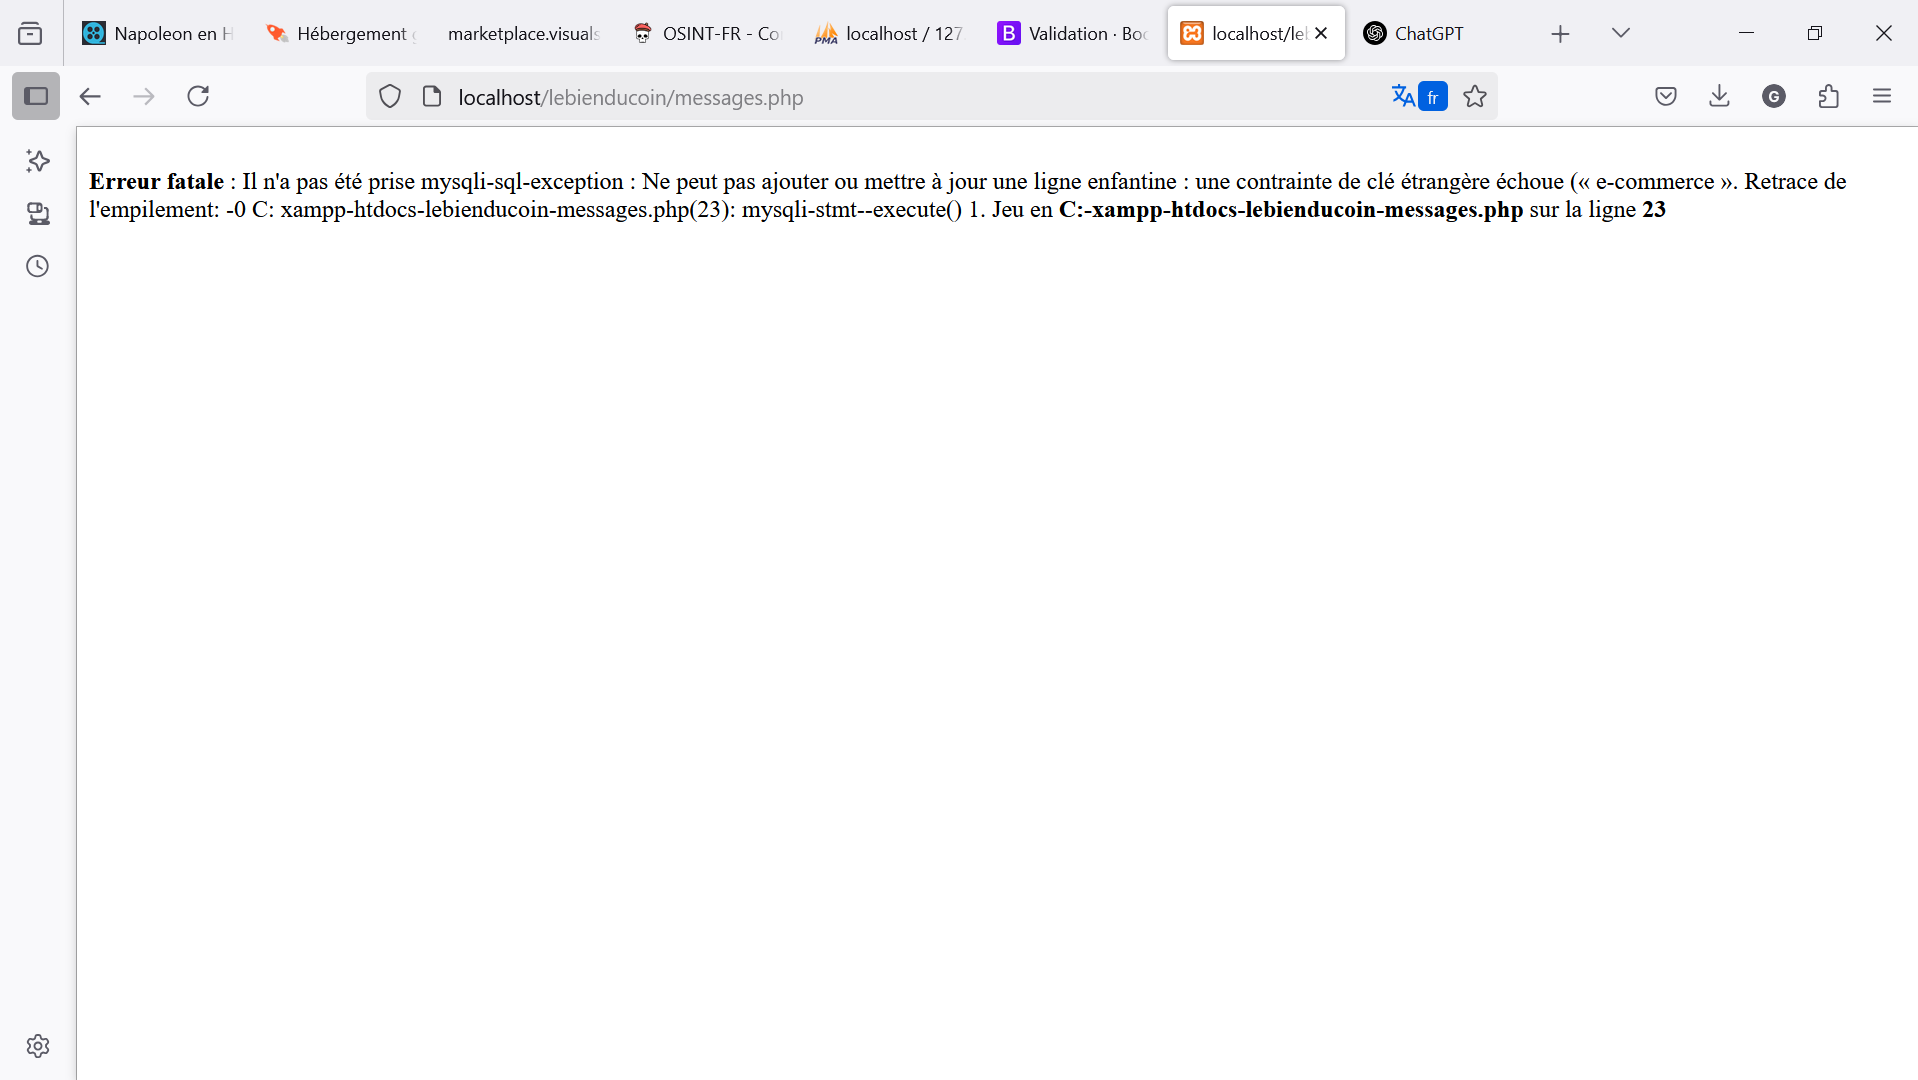 Napoleon en H
Hébergement g
marketplace.visuals
OSINT-FR - Co
PMA
localhost / 127
B
Validation · Boo
localhost/leb
ChatGPT
localhost/lebienducoin/messages.php
fr
G
Erreur fatale : Il n'a pas été prise mysqli-sql-exception : Ne peut pas ajouter ou mettre à jour une ligne enfantine : une contrainte de clé étrangère échoue (« e-commerce ». Retrace de
l'empilement: -0 C: xampp-htdocs-lebienducoin-messages.php(23): mysqli-stmt--execute() 1. Jeu en C:-xampp-htdocs-lebienducoin-messages.php sur la ligne 23